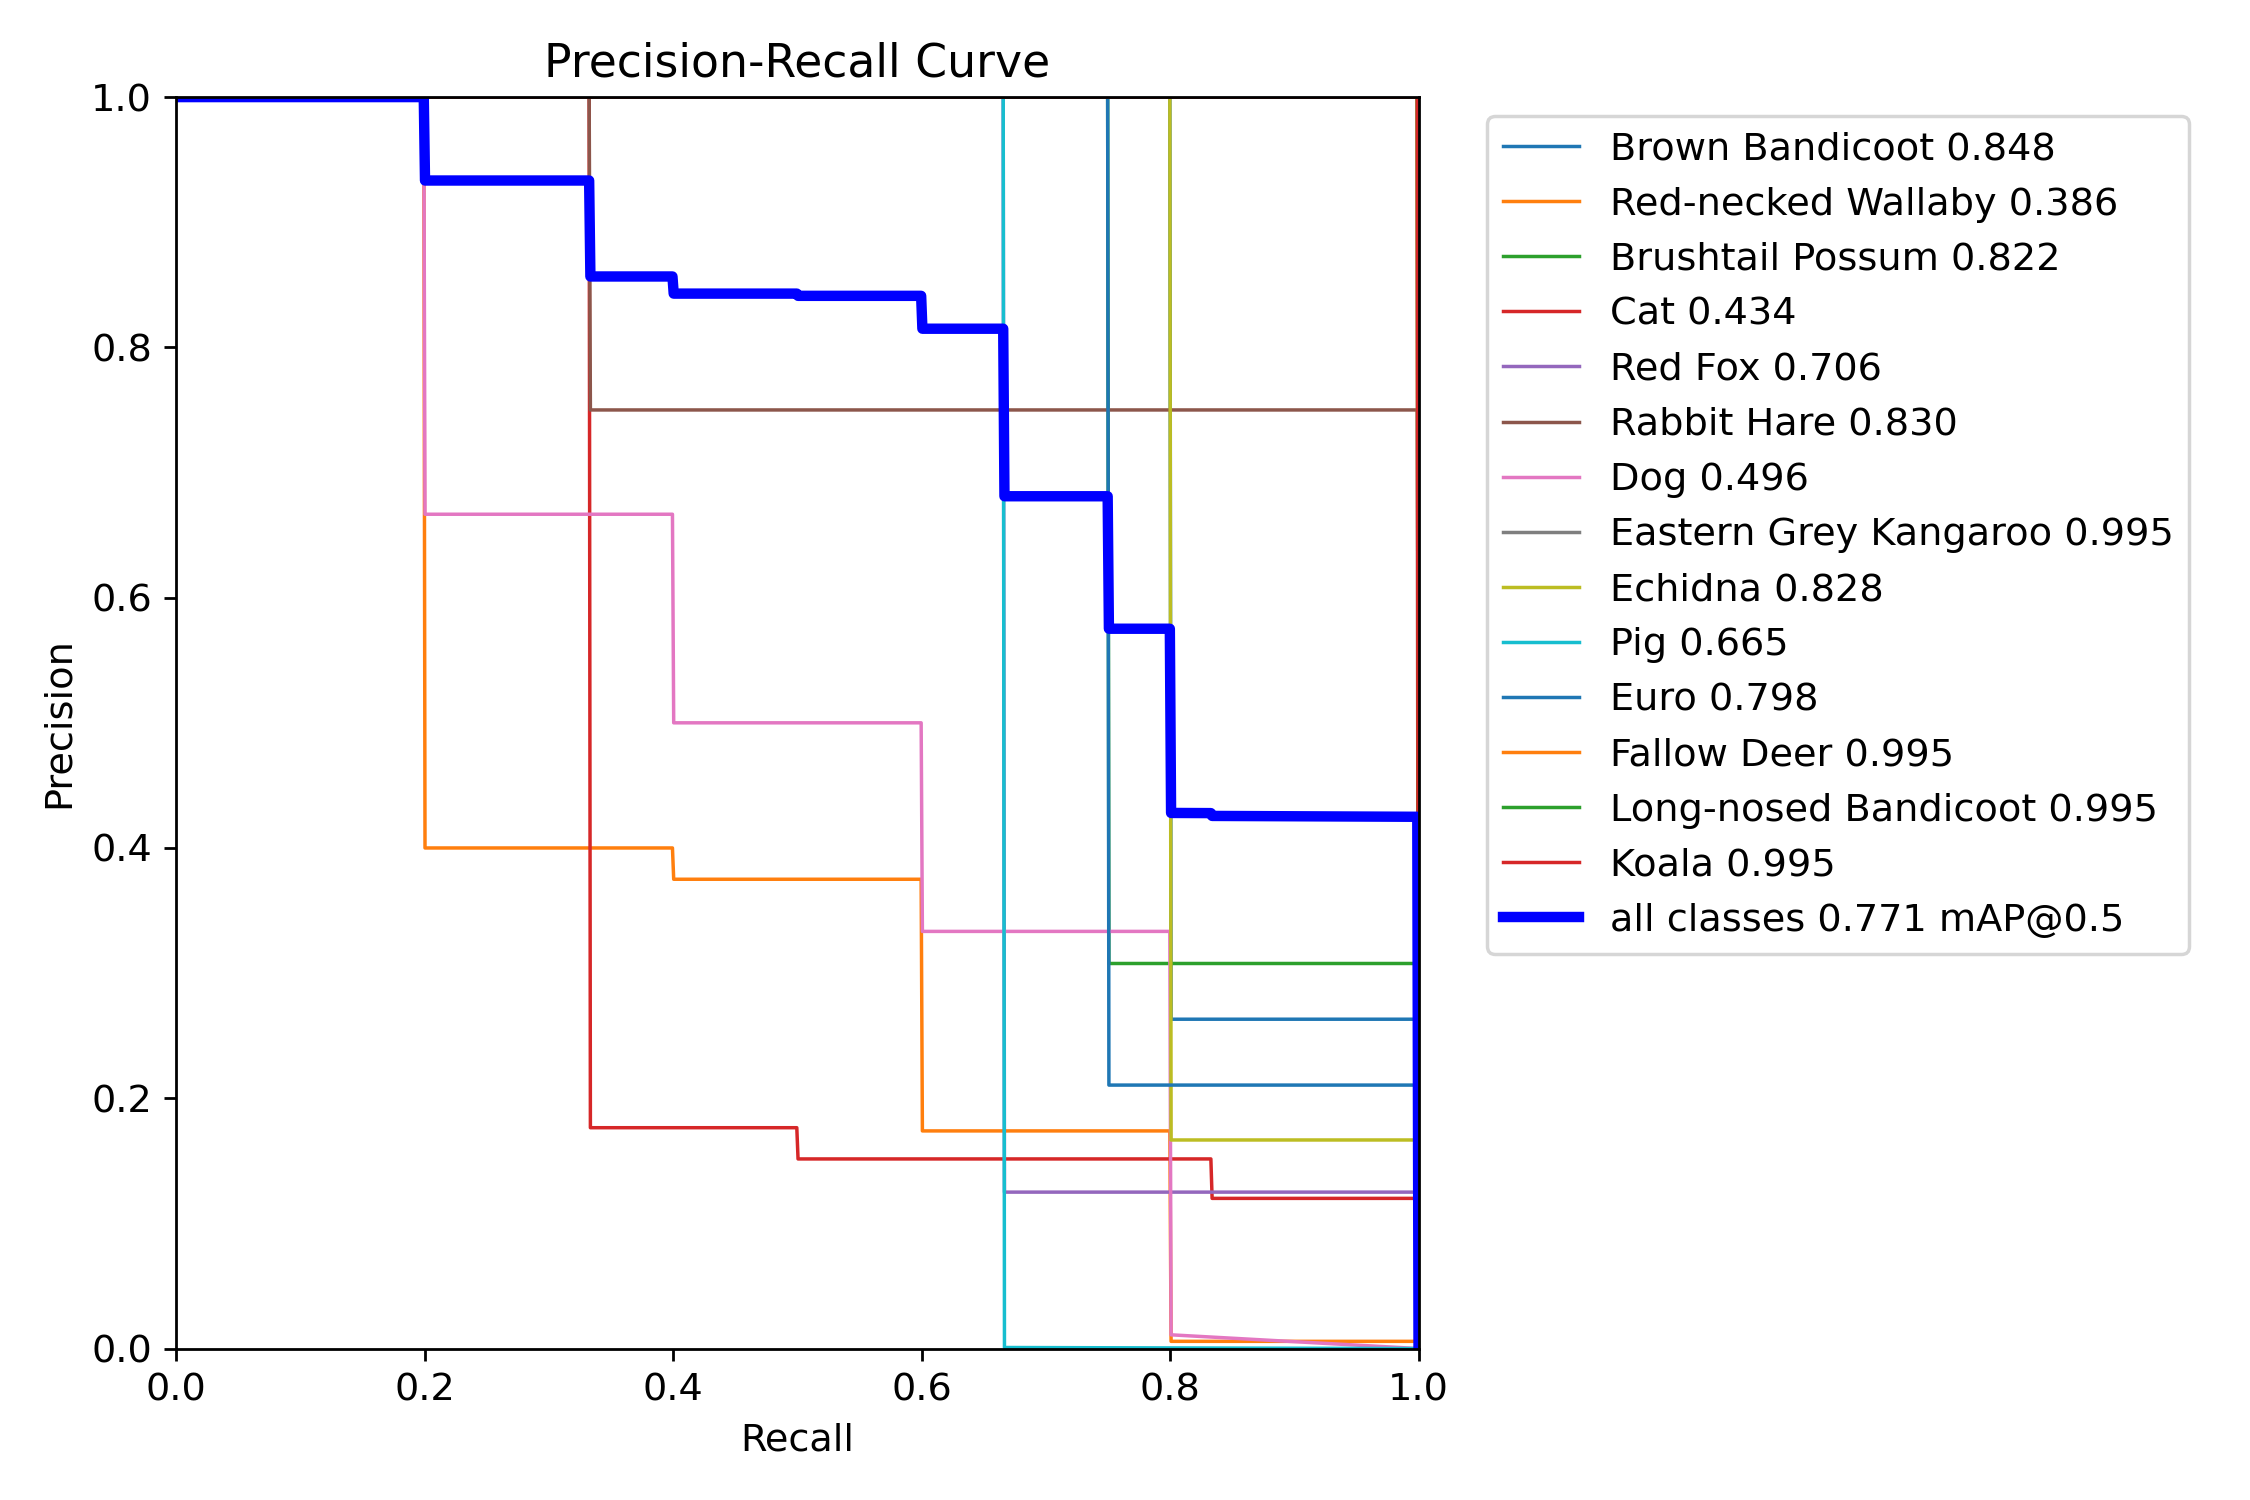 Precision-Recall Curve
1.0
0.8
0.6
0.4
0.2
0.0
Precision
0.0 0.2 0.4 0.6 0.8 1.0
Recall
Brown Bandicoot 0.848
Red-necked Wallaby 0.386
Brushtail Possum 0.822
Cat 0.434
Red Fox 0.706
Rabbit Hare 0.830
Dog 0.496
Eastern Grey Kangaroo 0.995
Echidna 0.828
Pig 0.665
Euro 0.798
Fallow Deer 0.995
Long-nosed Bandicoot 0.995
Koala 0.995
all classes 0.771 mAP@0.5